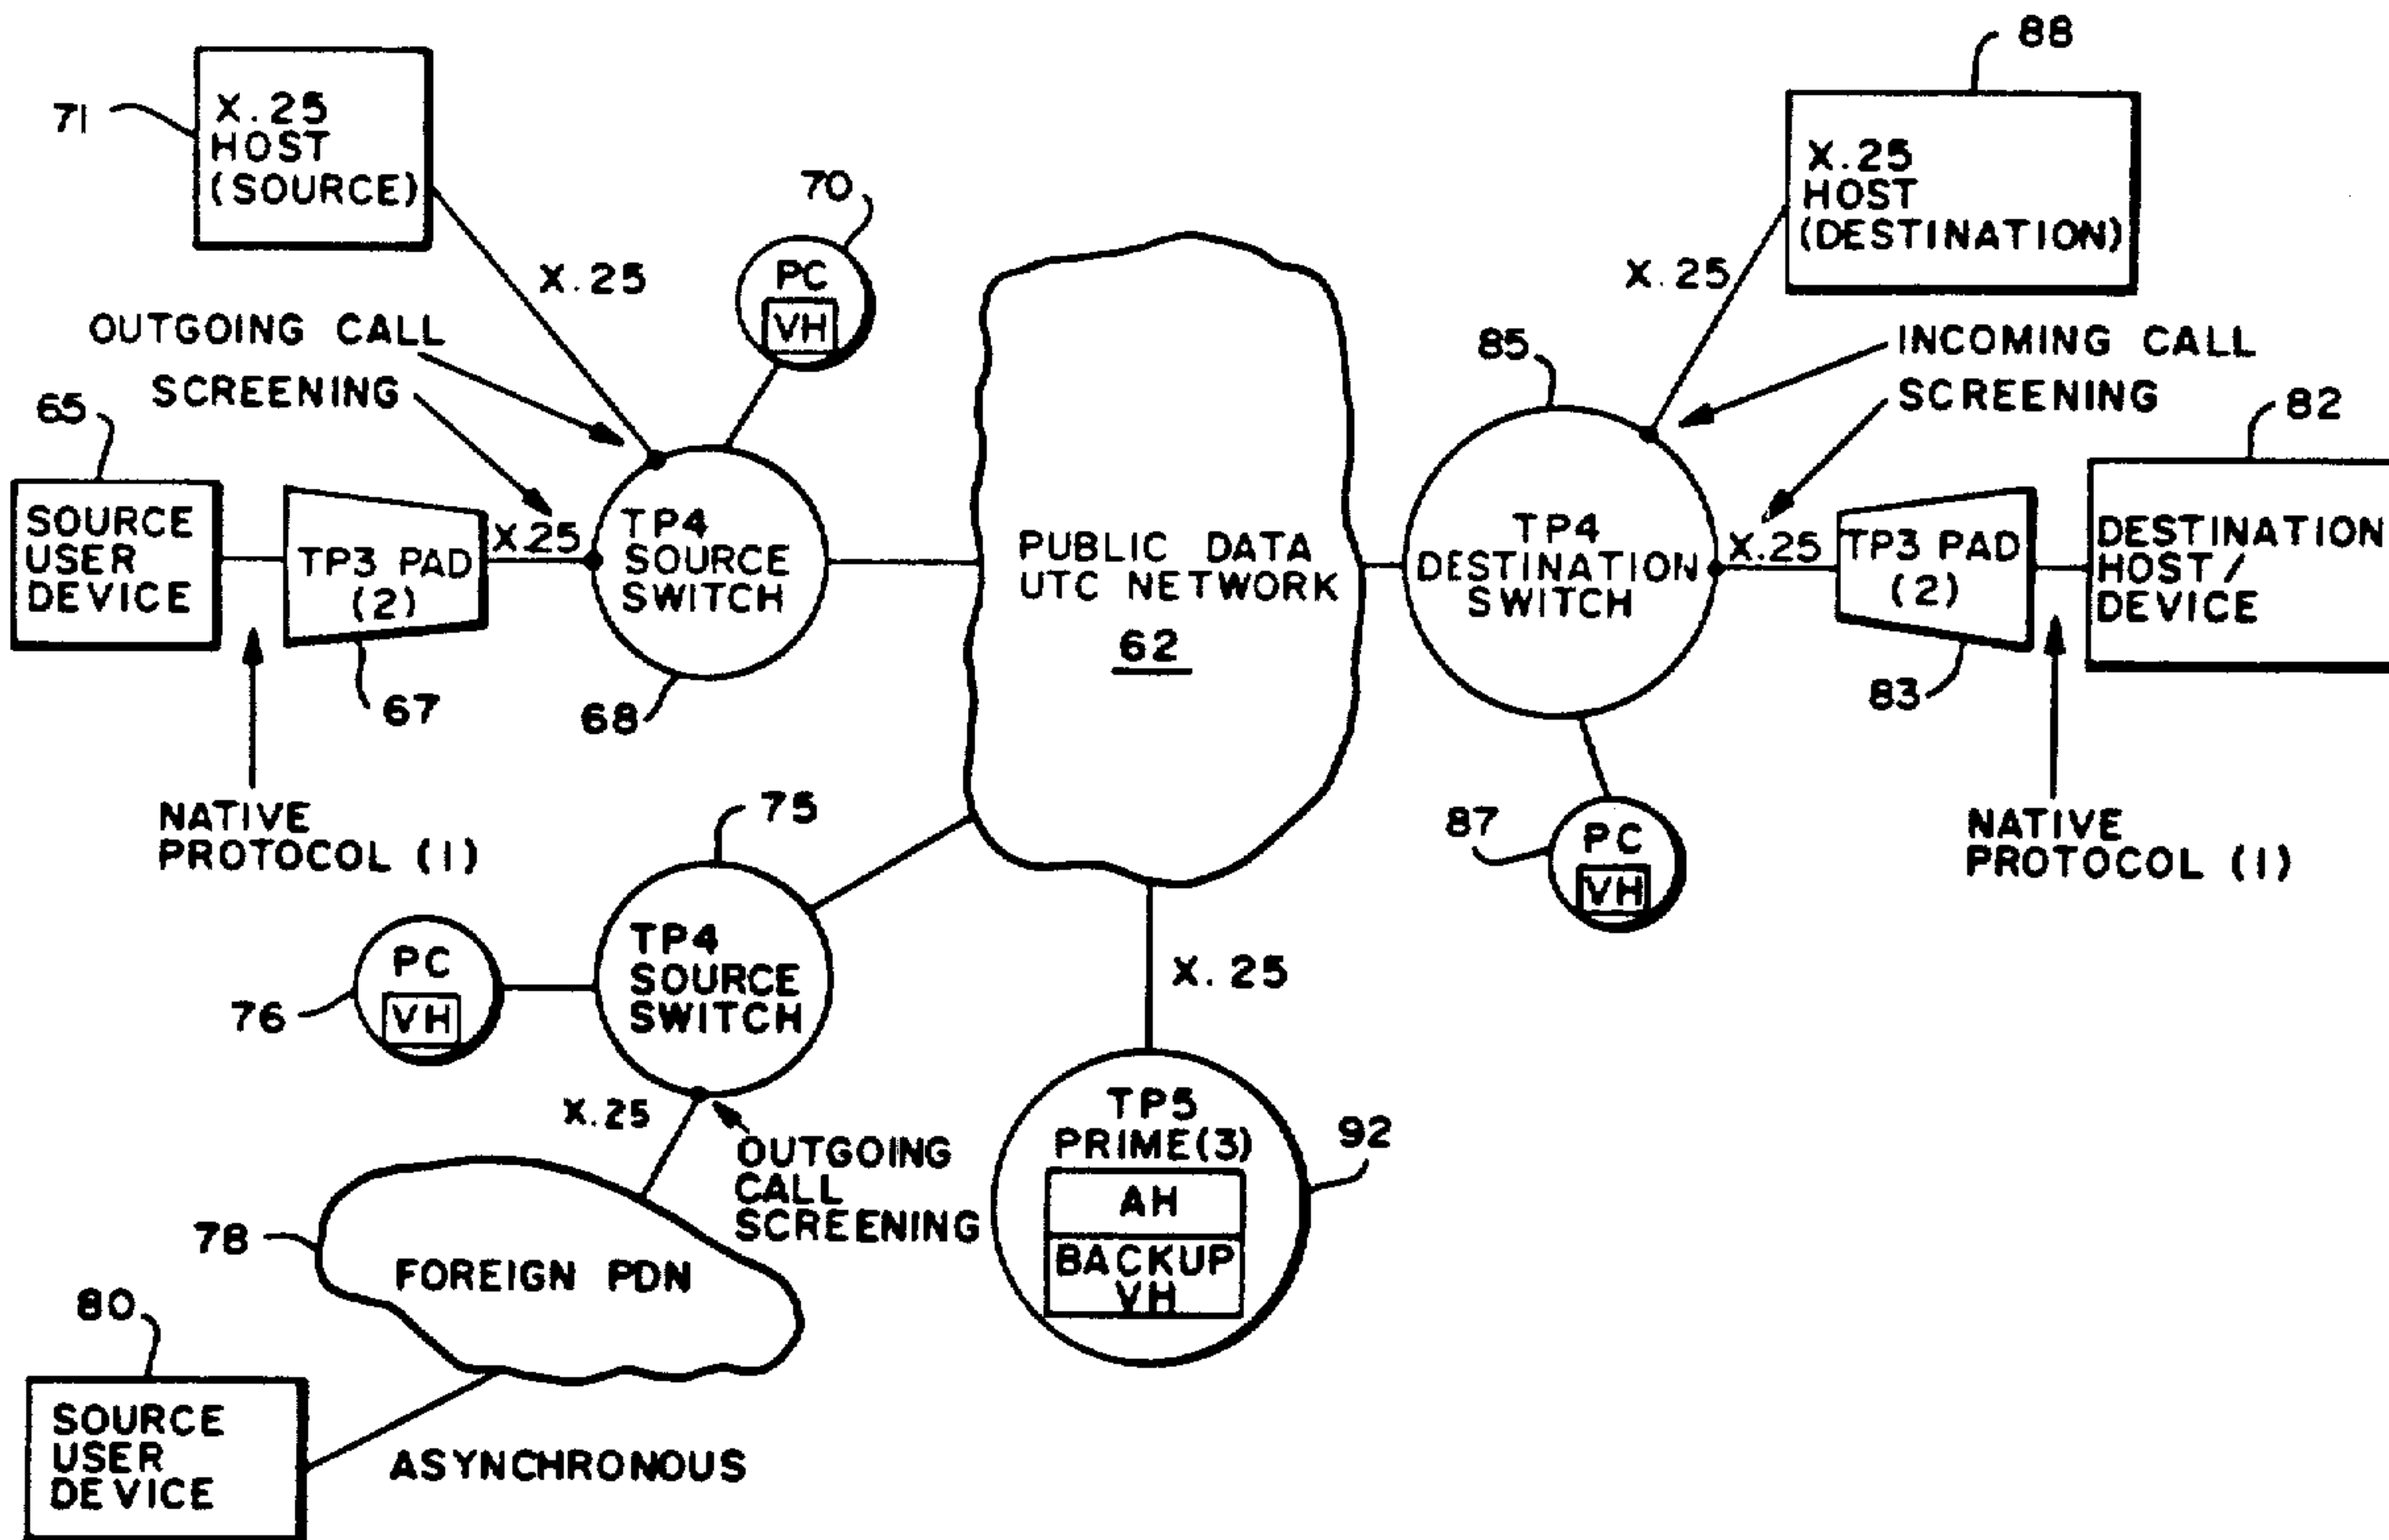 88
71
X.25
HOST
(SOURCE)
X.25
HOST
(DESTINATION)
70
PC
VH
X.25
X.25
OUTGOING CALL
SCREENING
INCOMING CALL
SCREENING
85
65
82
SOURCE
USER
DEVICE
TP3 PAD
(2)
X.25
TP4
SOURCE
SWITCH
PUBLIC DATA
UTC NETWORK
62
TP4
DESTINATION
SWITCH
X.25
TP3 PAD
(2)
DESTINATION
HOST/
DEVICE
67
68
83
NATIVE
PROTOCOL (1)
75
87
PC
VH
NATIVE
PROTOCOL (1)
76
PC
VH
TP4
SOURCE
SWITCH
X.25
X.25
OUTGOING
CALL
SCREENING
TP5
PRIME(3)
AH
BACKUP
VH
92
78
FOREIGN PDN
80
SOURCE
USER
DEVICE
ASYNCHRONOUS